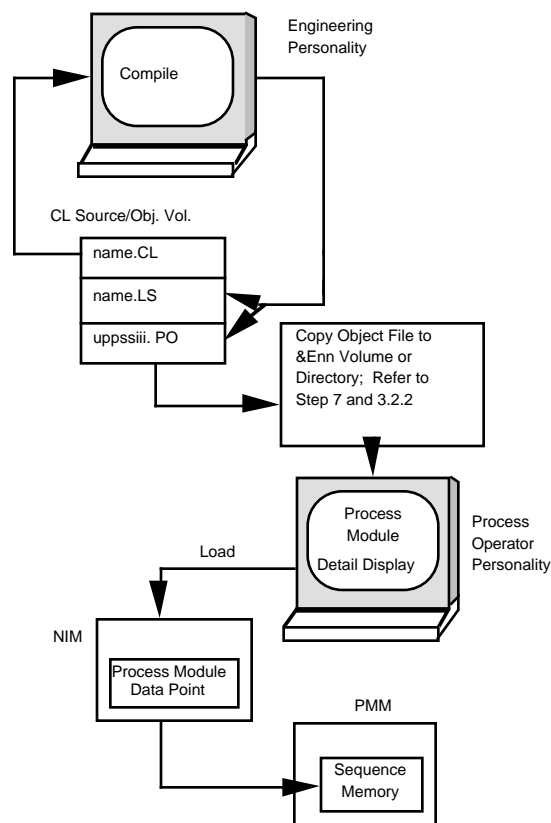 Engineering
Personality
Compile
CL Source/Obj. Vol.
name.CL
name.LS
uppssiii. PO
Copy Object File to
&Enn Volume or
Directory;  Refer to
Step 7 and 3.2.2
Process
Module
Detail Display
Process
Operator
Personality
Load
NIM
Process Module
Data Point
PMM
Sequence
Memory